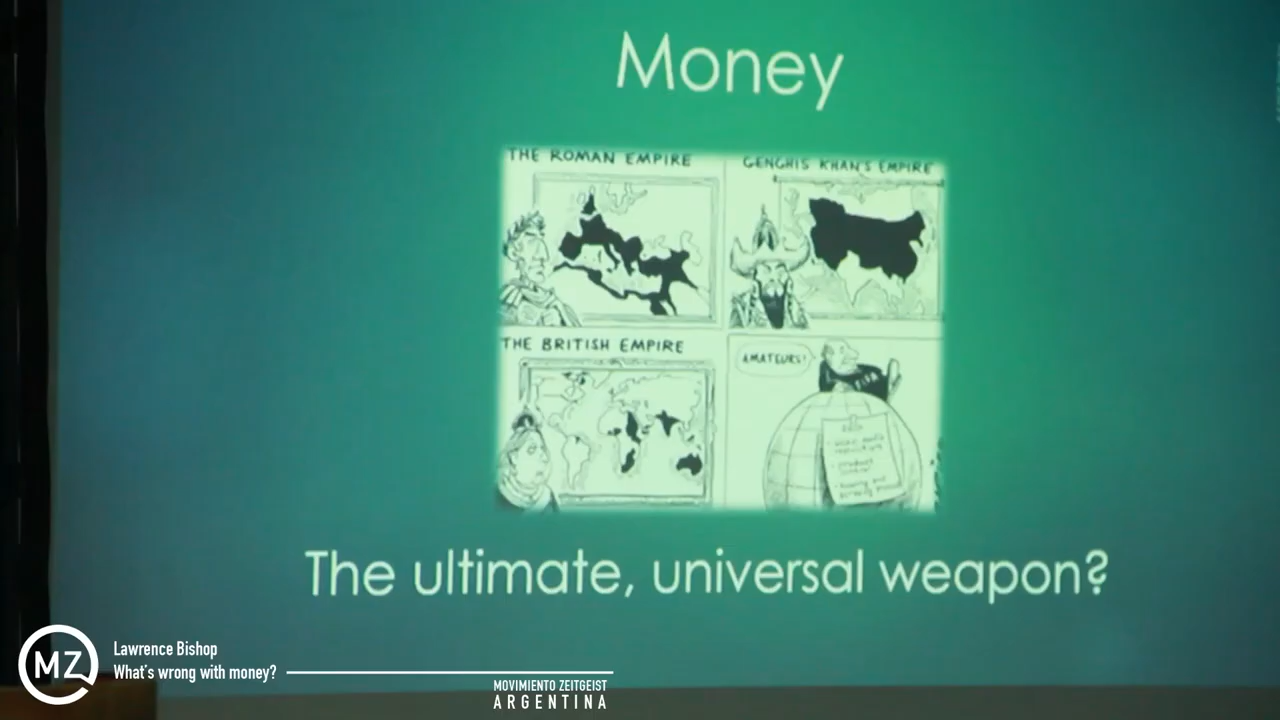 Money
THE ROMAN EMPIRE
GENGHIS KHAN'S EMPIRE
THE BRITISH EMPIRE
AMATEURS!
The ultimate, universal weapon?
MZ
Lawrence Bishop
What's wrong with money?
MOVIMIENTO ZEITGEIST
ARGENTINA